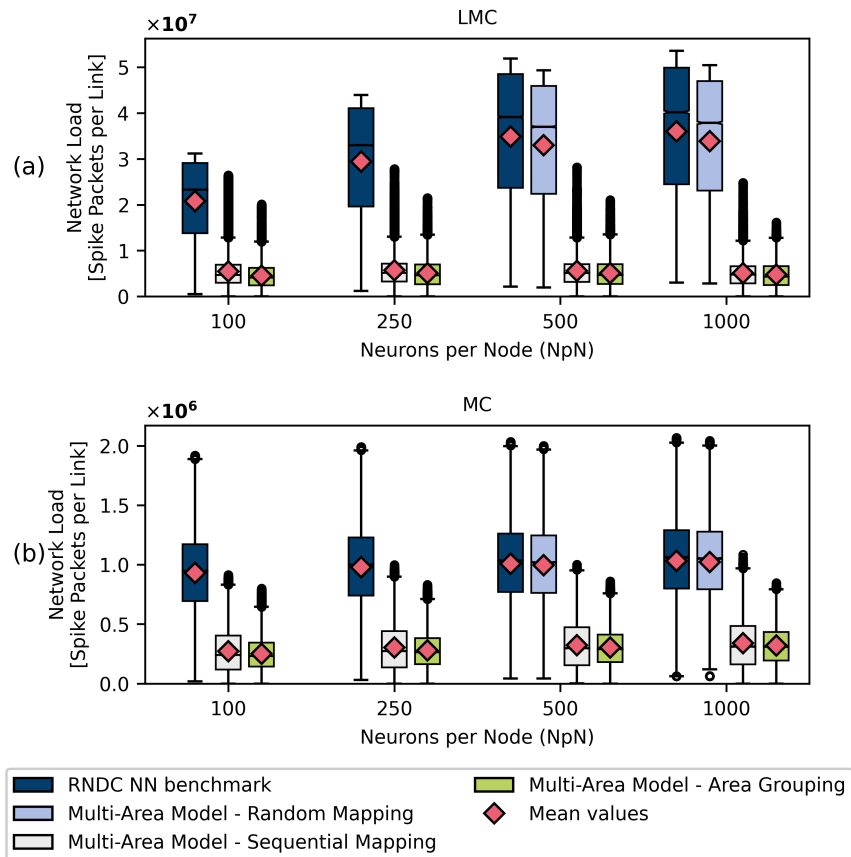 LMC
×10⁷
5
4
3
2
1
0
Network Load
[Spike Packets per Link]
(a)
100 250 500 1000
Neurons per Node (NpN)
MC
×10⁶
2.0
1.5
1.0
0.5
0.0
Network Load
[Spike Packets per Link]
(b)
100 250 500 1000
Neurons per Node (NpN)
RNDC NN benchmark
Multi-Area Model - Random Mapping
Multi-Area Model - Sequential Mapping
Multi-Area Model - Area Grouping
Mean values